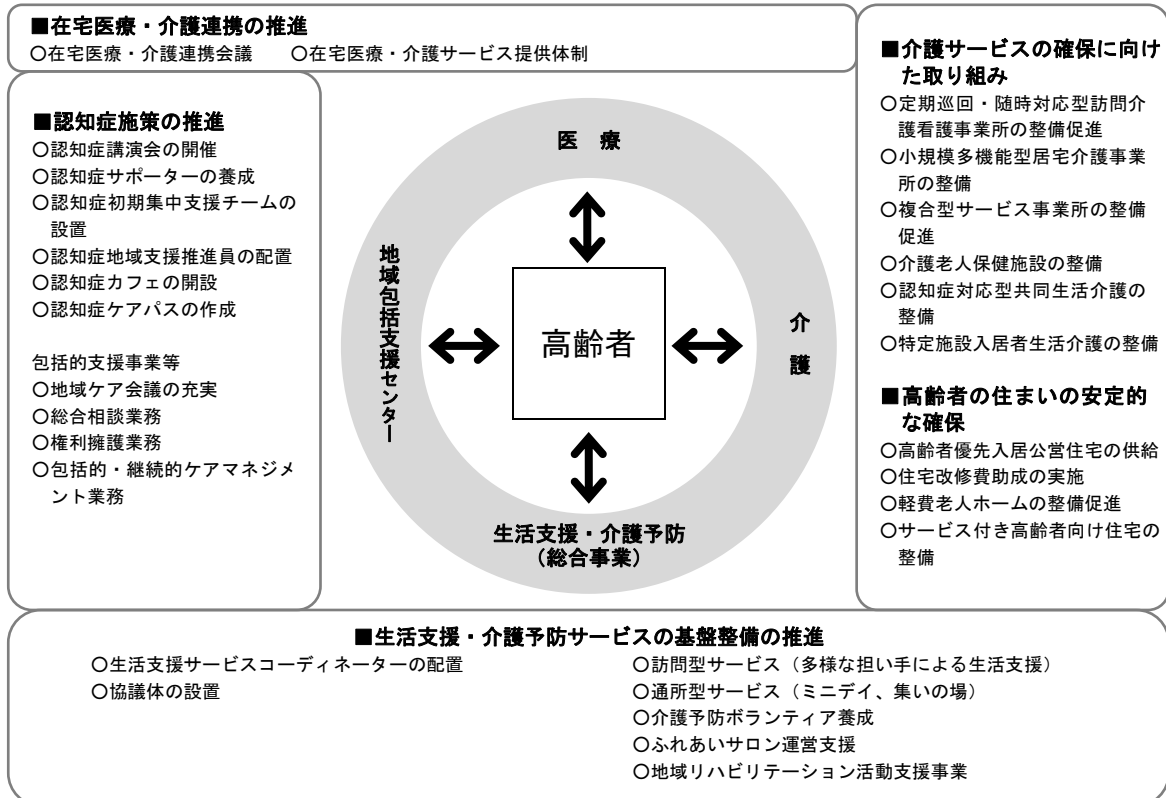 ■在宅医療・介護連携の推進
○在宅医療・介護連携会議　　○在宅医療・介護サービス提供体制
■認知症施策の推進
○認知症講演会の開催
○認知症サポーターの養成
○認知症初期集中支援チームの
設置
○認知症地域支援推進員の配置
○認知症カフェの開設
○認知症ケアパスの作成
包括的支援事業等
○地域ケア会議の充実
○総合相談業務
○権利擁護業務
○包括的・継続的ケアマネジメ
ント業務
医　療
地域包括支援センター
高齢者
介　護
生活支援・介護予防
（総合事業）
■介護サービスの確保に向け
た取り組み
○定期巡回・随時対応型訪問介
護看護事業所の整備促進
○小規模多機能型居宅介護事業
所の整備
○複合型サービス事業所の整備
促進
○介護老人保健施設の整備
○認知症対応型共同生活介護の
整備
○特定施設入居者生活介護の整備
■高齢者の住まいの安定的
な確保
○高齢者優先入居公営住宅の供給
○住宅改修費助成の実施
○軽費老人ホームの整備促進
○サービス付き高齢者向け住宅の
整備
■生活支援・介護予防サービスの基盤整備の推進
○生活支援サービスコーディネーターの配置
○協議体の設置
○訪問型サービス（多様な担い手による生活支援）
○通所型サービス（ミニデイ、集いの場）
○介護予防ボランティア養成
○ふれあいサロン運営支援
○地域リハビリテーション活動支援事業